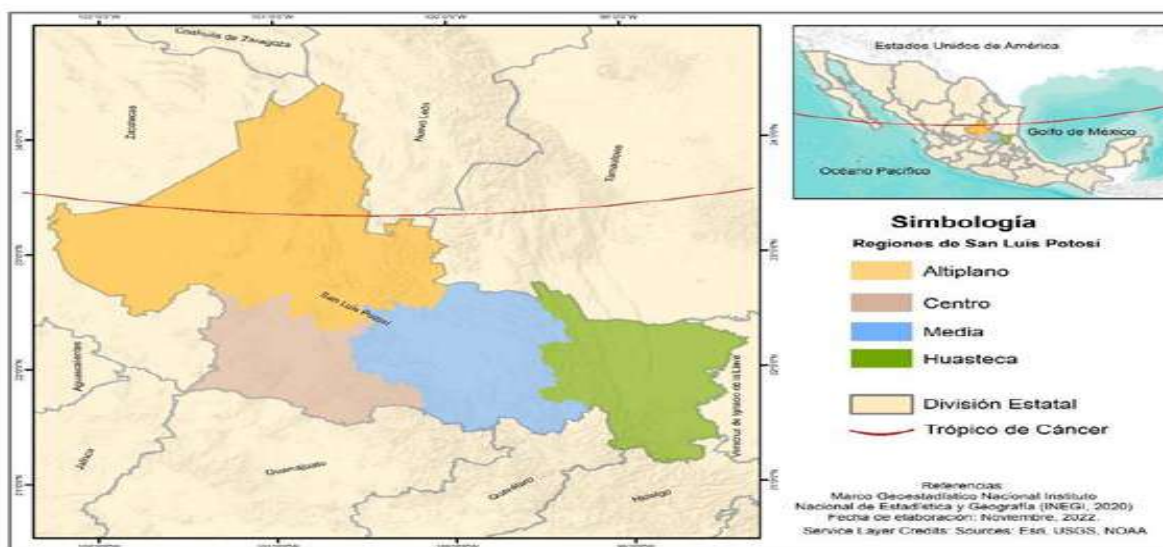 Coahuila de Zaragoza
Zacatecas
Nuevo León
Tamaulipas
San Luis Potosí
Aguascalientes
Jalisco
Guanajuato
Querétaro
Hidalgo
Veracruz de Ignacio de la Llave
Estados Unidos de América
Golfo de México
Océano Pacífico
Simbología
Regiones de San Luis Potosí
Altiplano
Centro
Media
Huasteca
División Estatal
Trópico de Cáncer
Referencias
Marco Geoestadístico Nacional Instituto
Nacional de Estadística y Geografía (INEGI, 2020)
Fecha de elaboración: Noviembre, 2022.
Service Layer Credits: Sources: Esri, USGS, NOAA